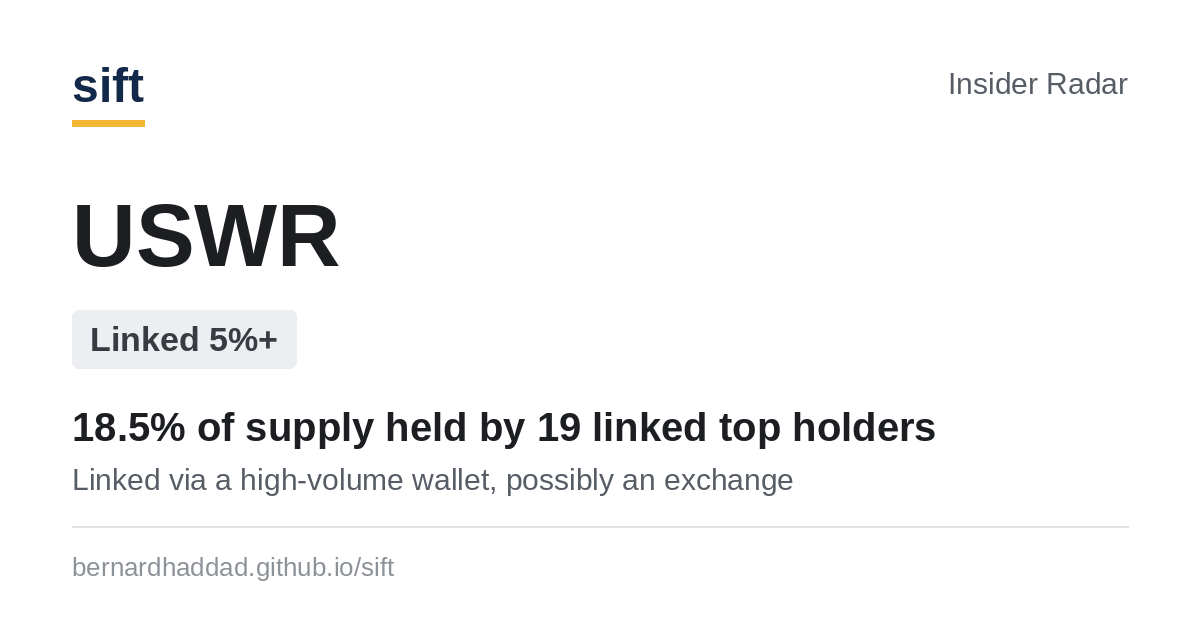 sift
Insider Radar
USWR
Linked 5%+
18.5% of supply held by 19 linked top holders
Linked via a high-volume wallet, possibly an exchange
bernardhaddad.github.io/sift